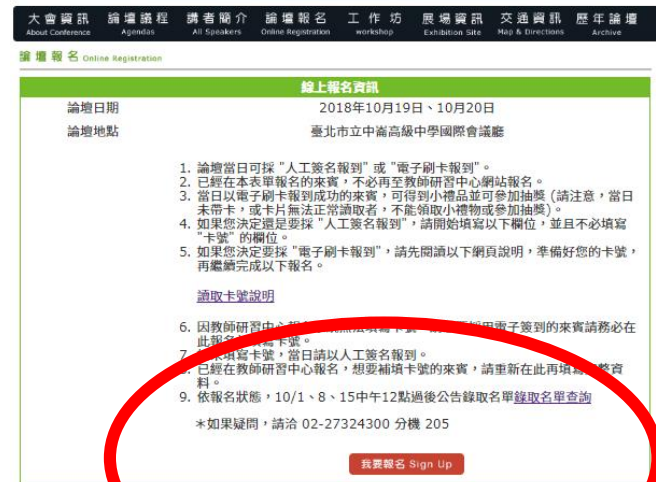 大會資訊 論壇議程 講者簡介 論壇報名 工作坊 展場資訊 交通資訊 歷年論壇
About Conference Agendas All Speakers Online Registration workshop Exhibition Site Map & Directions Archive
論壇報名 Online Registration
線上報名資訊
論壇日期 2018年10月19日、10月20日
論壇地點 臺北市立中崙高級中學國際會議廳
1. 論壇當日可採 "人工簽名報到" 或 "電子刷卡報到"。
2. 已經在本表單報名的來賓，不必再至教師研習中心網站報名。
3. 當日以電子刷卡報到成功的來賓，可得到小禮品並可參加抽獎 (請注意，當日
未帶卡，或卡片無法正常讀取者，不能領取小禮物或參加抽獎)。
4. 如果您決定還是要採 "人工簽名報到"，請開始填寫以下欄位，並且不必填寫
"卡號" 的欄位。
5. 如果您決定要採 "電子刷卡報到"，請先閱讀以下網頁說明，準備好您的卡號，
再繼續完成以下報名。
讀取卡號說明
6. 因教師研習中心電子簽到的來賓請務必在
此報名填寫卡號。
7. 未填寫卡號，當日請以人工簽名報到。
8. 已經在教師研習中心報名，想要補填卡號的來賓，請重新在此再填整資
料。
9. 依報名狀態，10/1、8、15中午12點過後公告錄取名單錄取名單查詢
＊如果疑問，請洽 02-27324300 分機 205
我要報名 Sign Up